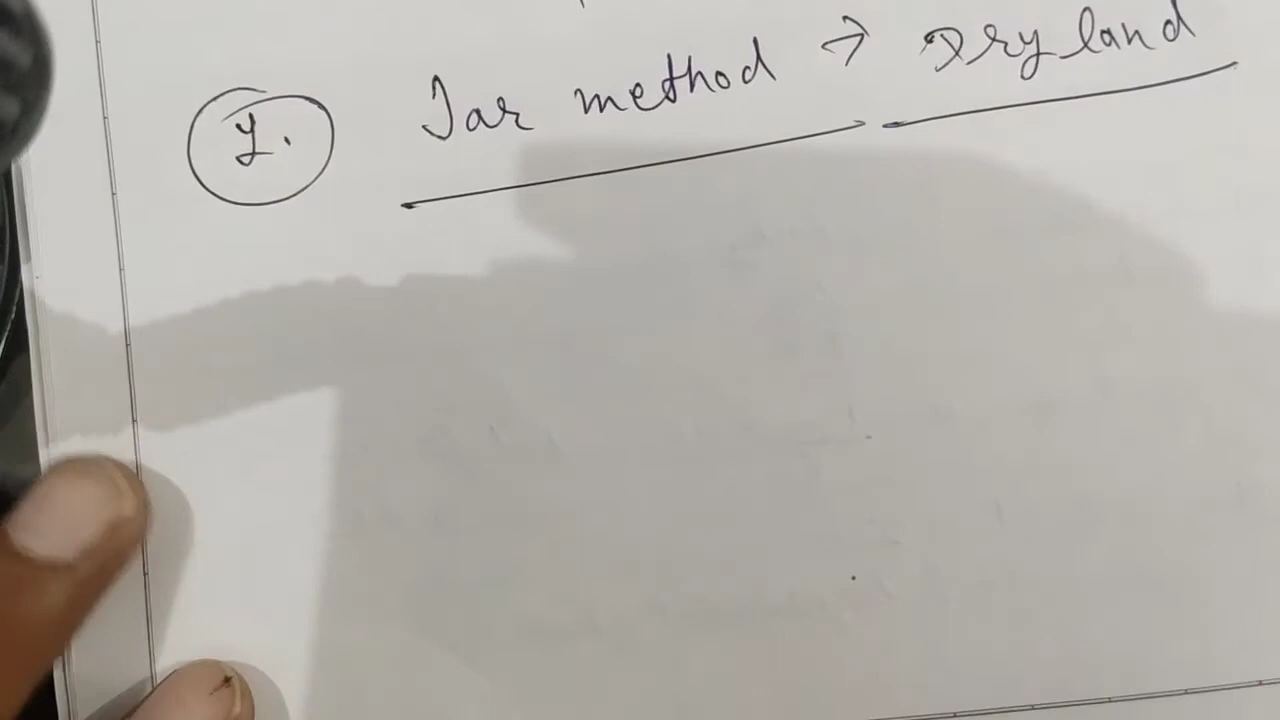 7. Jar method → Dry land